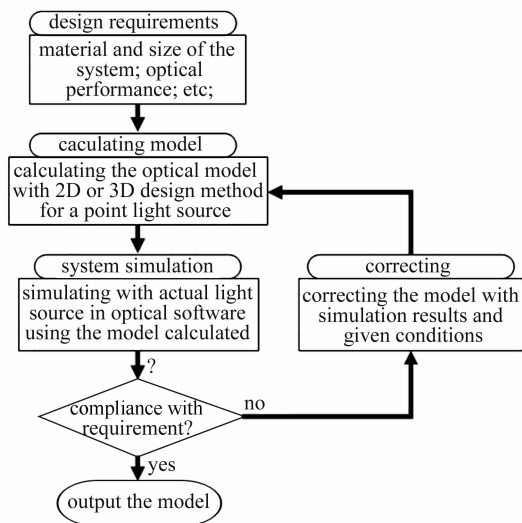 design requirements
material and size of the
system; optical
performance; etc;
caculating model
calculating the optical model
with 2D or 3D design method
for a point light source
system simulation
simulating with actual light
source in optical software
using the model calculated
correcting
correcting the model with
simulation results and
given conditions
?
compliance with
requirement?
no
yes
output the model